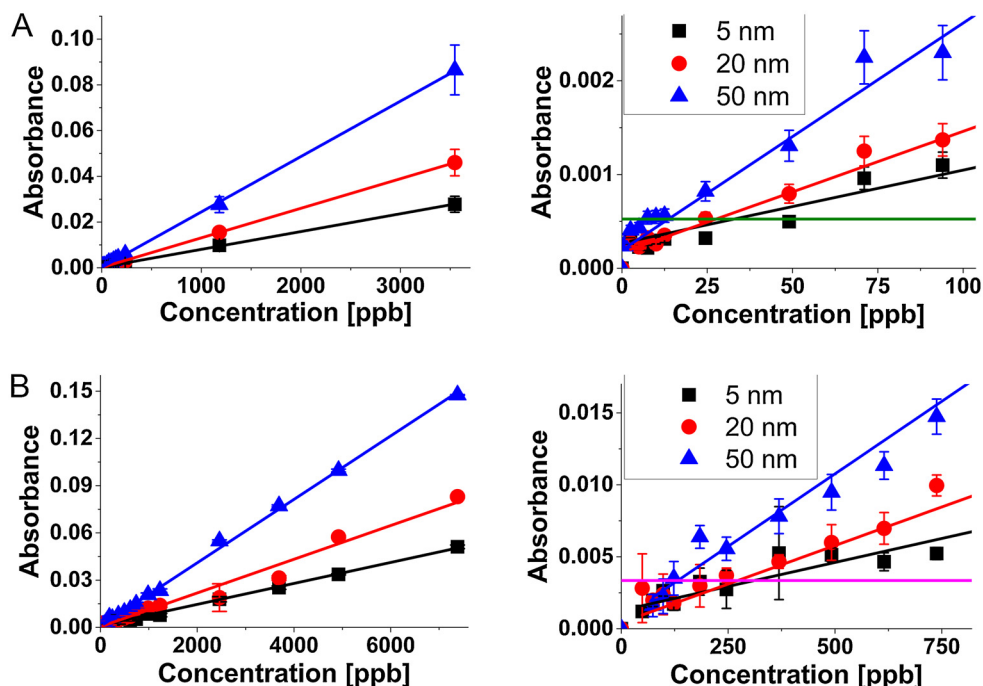 A
Absorbance
0.10
0.08
0.06
0.04
0.02
0.00
0
1000
2000
3000
Concentration [ppb]
5 nm
20 nm
50 nm
Absorbance
0.002
0.001
0.000
0
25
50
75
100
Concentration [ppb]
B
Absorbance
0.15
0.12
0.09
0.06
0.03
0.00
0
2000
4000
6000
Concentration [ppb]
5 nm
20 nm
50 nm
Absorbance
0.015
0.010
0.005
0.000
0
250
500
750
Concentration [ppb]